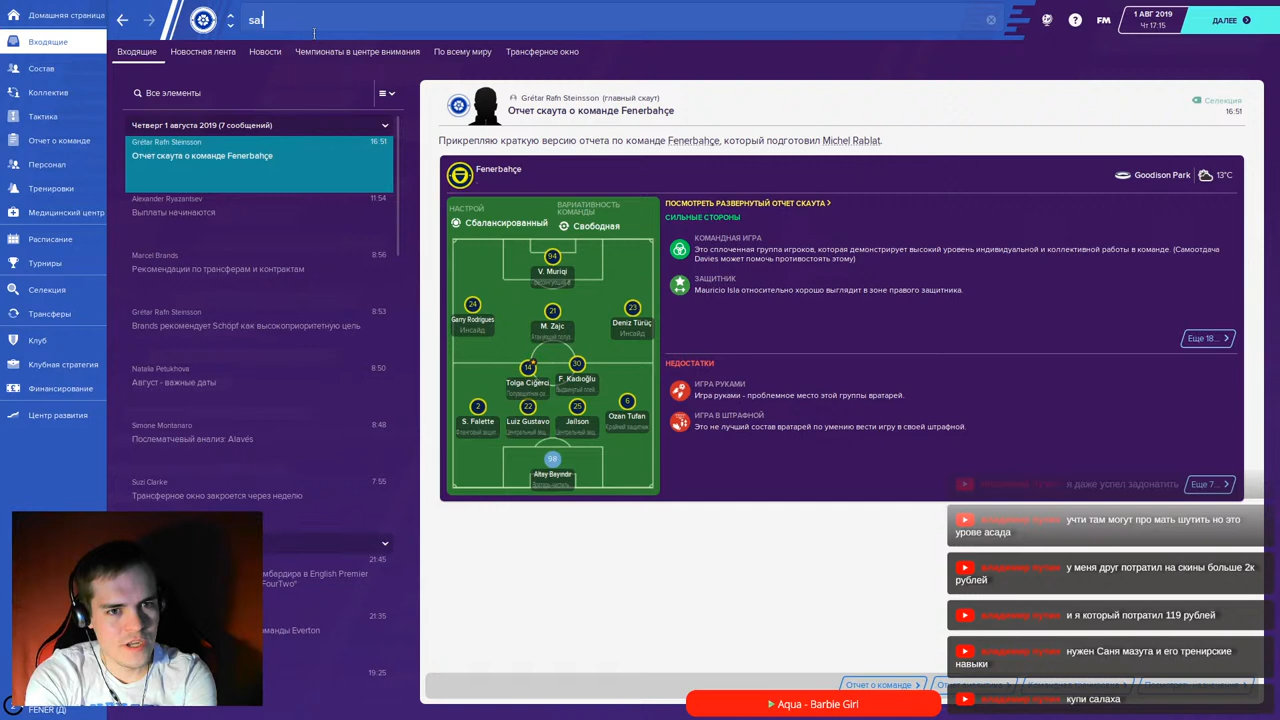 Домашняя страница
sal
1 АВГ 2019
Чт 17:15
ДАЛЕЕ
FM
Входящие
Состав
Коллектив
Тактика
Отчет о команде
Персонал
Тренировки
Медицинский центр
Расписание
Турниры
Селекция
Трансферы
Клуб
Клубная стратегия
Финансирование
Центр развития
FENER (Д)
Входящие
Новостная лента
Новости
Чемпионаты в центре внимания
По всему миру
Трансферное окно
Все элементы
Четверг 1 августа 2019 (7 сообщений)
Grétar Rafn Steinsson 16:51
Отчет скаута о команде Fenerbahçe
Alexander Ryazantsev 11:54
Выплаты начинаются
Marcel Brands 8:56
Рекомендации по трансферам и контрактам
Grétar Rafn Steinsson 8:53
Brands рекомендует Schöpf как высокоприоритетную цель
Natalia Petukhova 8:50
Август - важные даты
Simone Montanaro 8:48
Послематчевый анализ: Alavés
Suzi Clarke 7:55
Трансферное окно закроется через неделю
21:45
мбардира в English Premier
FourTwo"
21:35
манды Everton
19:25
Grétar Rafn Steinsson (главный скаут)
Отчет скаута о команде Fenerbahçe
Селекция
16:51
Прикрепляю краткую версию отчета по команде Fenerbahçe, который подготовил Michel Rablat.
Fenerbahçe
Goodison Park
13°C
НАСТРОЙ
Сбалансированный
ВАРИАТИВНОСТЬ
КОМАНДЫ
Свободная
94
V. Muriqi
24
Garry Rodrigues
Инсайд
21
M. Zajc
23
Deniz Türüç
Инсайд
14
Tolga Ciğerci
30
F. Kadıoğlu
2
S. Falette
22
Luiz Gustavo
25
Jailson
6
Ozan Tufan
98
Altay Bayındır
ПОСМОТРЕТЬ РАЗВЕРНУТЫЙ ОТЧЕТ СКАУТА
СИЛЬНЫЕ СТОРОНЫ
КОМАНДНАЯ ИГРА
Это сплоченная группа игроков, которая демонстрирует высокий уровень индивидуальной и коллективной работы в команде. (Самоотдача
Davies может помочь противостоять этому)
ЗАЩИТНИК
Mauricio Isla относительно хорошо выглядит в зоне правого защитника.
Еще 18...
НЕДОСТАТКИ
ИГРА РУКАМИ
Игра руками - проблемное место этой группы вратарей.
ИГРА В ШТРАФНОЙ
Это не лучший состав вратарей по умению вести игру в своей штрафной.
Еще 7...
я даже успел задонатить
учти там могут про мать шутить но это
урове асада
у меня друг потратил на скины больше 2к
рублей
и я который потратил 119 рублей
нужен Саня мазута и его тренирские
навыки
купи салаха
Отчет о команде
Aqua - Barbie Girl